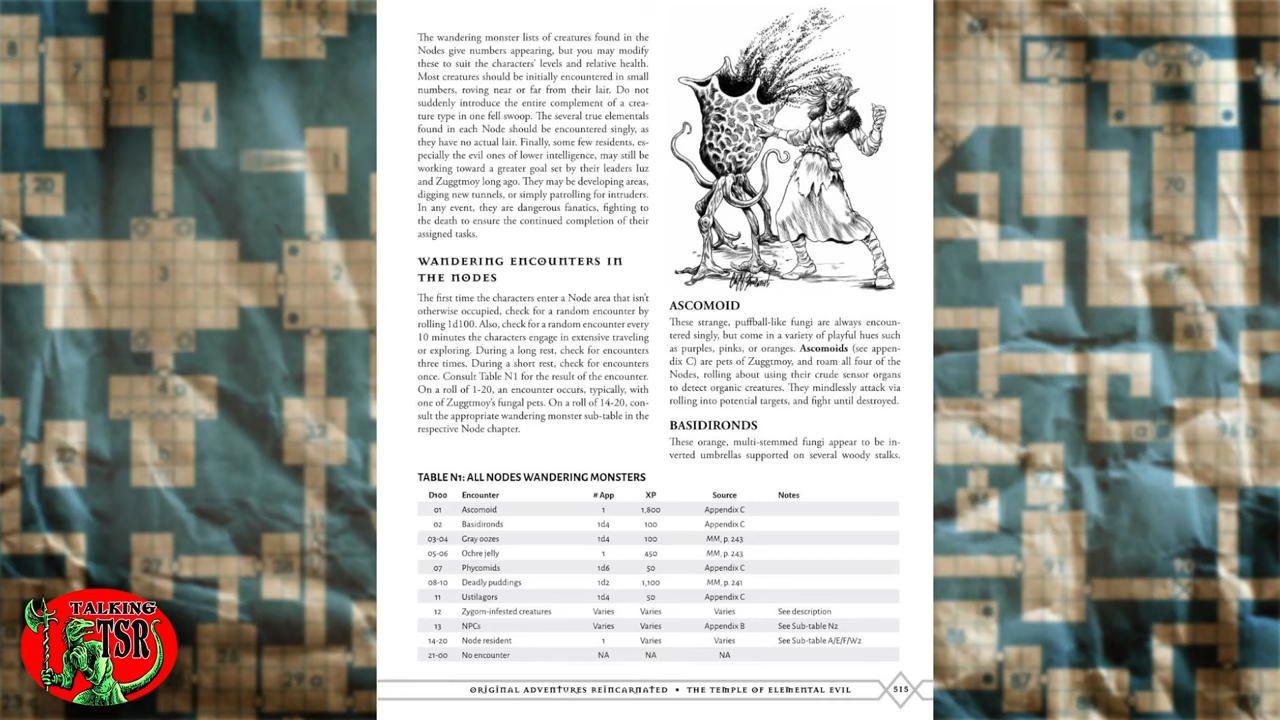 The wandering monster lists of creatures found in the
Nodes give numbers appearing, but you may modify
these to suit the characters' levels and relative health.
Most creatures should be initially encountered in small
numbers, roving near or far from their lair. Do not
suddenly introduce the entire complement of a crea-
ture type in one fell swoop. The several true elementals
found in each Node should be encountered singly, as
they have no actual lair. Finally, some few residents, es-
pecially the evil ones of lower intelligence, may still be
working toward a greater goal set by their leaders Iuz
and Zuggtmoy long ago. They may be developing areas,
digging new tunnels, or simply patrolling for intruders.
In any event, they are dangerous fanatics, fighting to
the death to ensure the continued completion of their
assigned tasks.
WANDERING ENCOUNTERS IN
THE NODES
The first time the characters enter a Node area that isn't
otherwise occupied, check for a random encounter by
rolling 1d100. Also, check for a random encounter every
10 minutes the characters engage in extensive traveling
or exploring. During a long rest, check for encounters
three times. During a short rest, check for encounters
once. Consult Table N1 for the result of the encounter.
On a roll of 1-20, an encounter occurs, typically, with
one of Zuggtmoy's fungal pets. On a roll of 14-20, con-
sult the appropriate wandering monster sub-table in the
respective Node chapter.
ASCOMOID
These strange, puffball-like fungi are always encoun-
tered singly, but come in a variety of playful hues such
as purples, pinks, or oranges. Ascomoids (see appen-
dix C) are pets of Zuggtmoy, and roam all four of the
Nodes, rolling about using their crude sensor organs
to detect organic creatures. They mindlessly attack via
rolling into potential targets, and fight until destroyed.
BASIDIRONDS
These orange, multi-stemmed fungi appear to be in-
verted umbrellas supported on several woody stalks.
TABLE N1: ALL NODES WANDERING MONSTERS
D100 Encounter # App XP Source Notes
01 Ascomoid 1 1,800 Appendix C
02 Basidironds 1d4 100 Appendix C
03-04 Gray oozes 1d4 100 MM, p. 243
05-06 Ochre jelly 1 450 MM, p. 243
07 Phycomids 1d6 50 Appendix C
08-10 Deadly puddings 1d2 1,100 MM, p. 241
11 Ustilagors 1d4 50 Appendix C
12 Zygom-infested creatures Varies Varies Varies See description
13 NPCs Varies Varies Appendix B See Sub-table N2
14-20 Node resident 1 Varies Varies See Sub-table A/E/F/W2
21-00 No encounter NA NA NA
ORIGINAL ADVENTURES REINCARNATED • THE TEMPLE OF ELEMENTAL EVIL 515
TALKING
TSR
8
7
5
6
1
20
3
2
4
33
22
27
29a
72
71
70
91